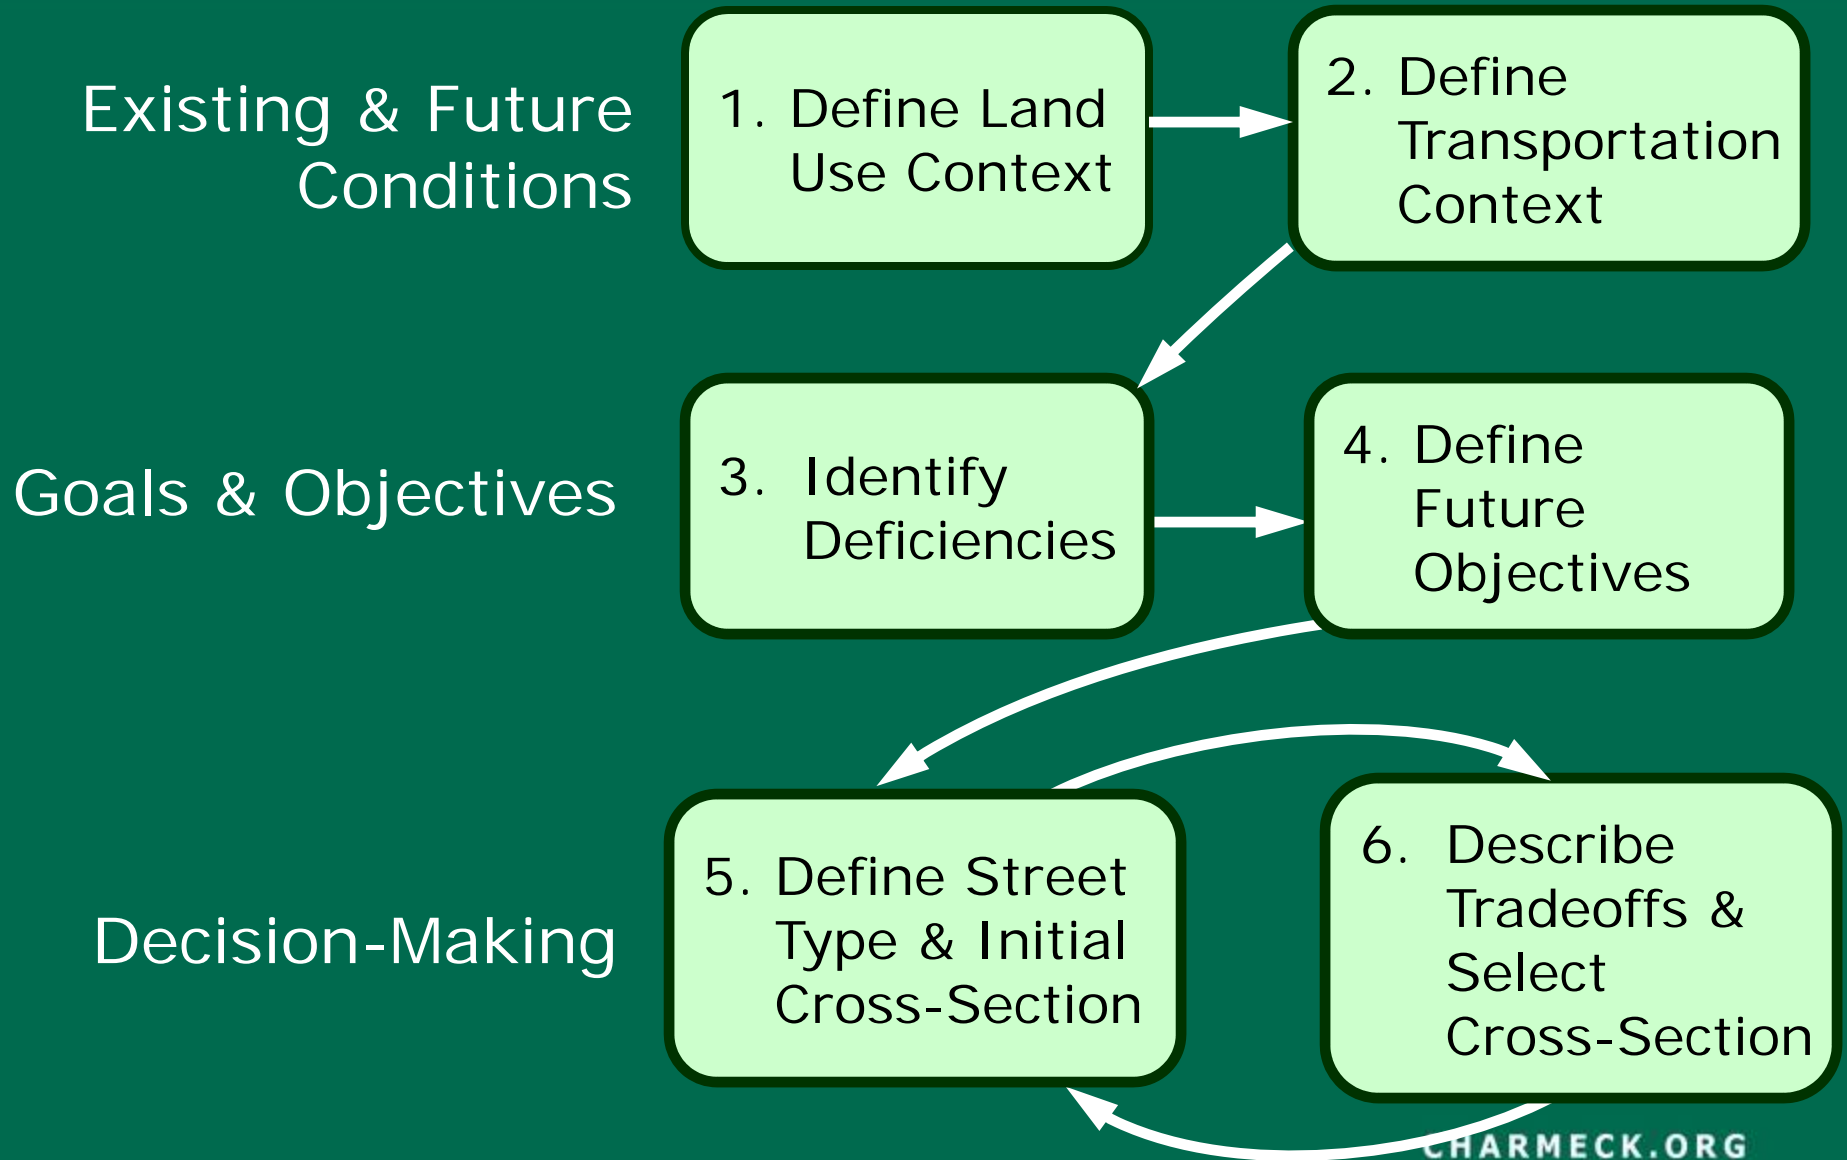 Existing & Future
Conditions
1. Define Land
Use Context
2. Define
Transportation
Context
Goals & Objectives
3. Identify
Deficiencies
4. Define
Future
Objectives
Decision-Making
5. Define Street
Type & Initial
Cross-Section
6. Describe
Tradeoffs &
Select
Cross-Section
CHARMECK.ORG